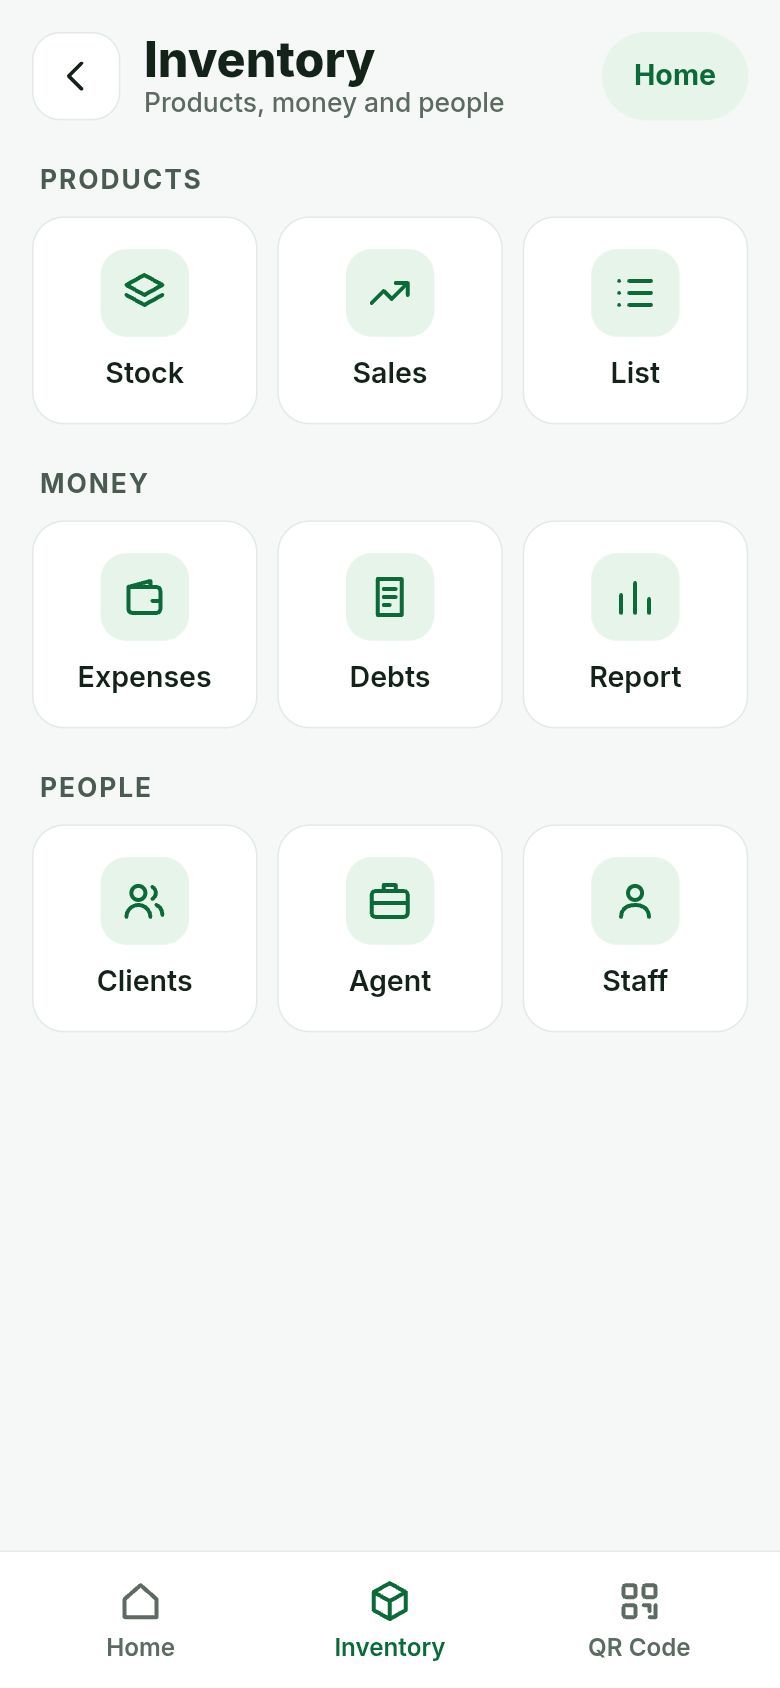 Inventory
Products, money and people
Home
PRODUCTS
Stock
Sales
List
MONEY
Expenses
Debts
Report
PEOPLE
Clients
Agent
Staff
Home
Inventory
QR Code